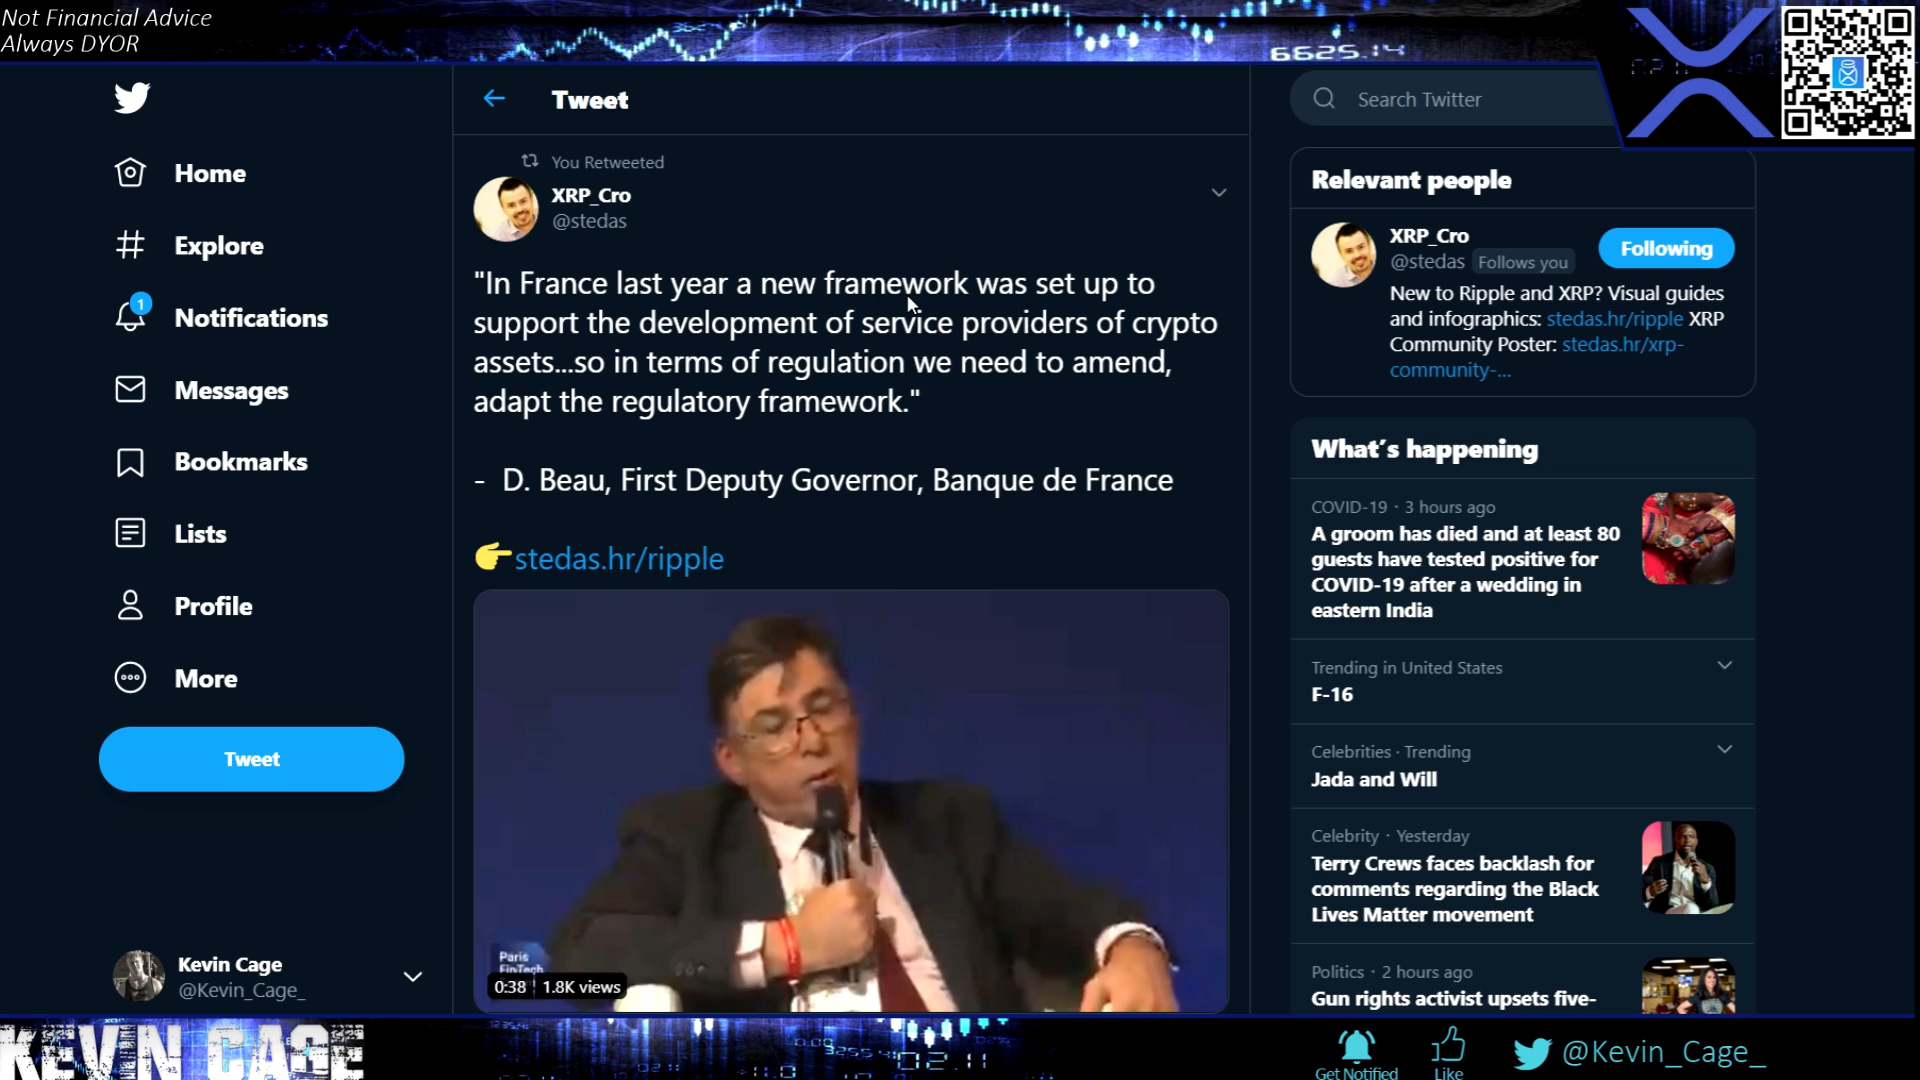 Not Financial Advice
Always DYOR
6625.14
Tweet
Search Twitter
Home
Explore
1
Notifications
Messages
Bookmarks
Lists
Profile
More
Tweet
Kevin Cage
@Kevin_Cage_
You Retweeted
XRP_Cro
@stedas
"In France last year a new framework was set up to
support the development of service providers of crypto
assets...so in terms of regulation we need to amend,
adapt the regulatory framework."
- D. Beau, First Deputy Governor, Banque de France
stedas.hr/ripple
Paris
FinTech
0:38 1.8K views
Relevant people
XRP_Cro
@stedas Follows you
Following
New to Ripple and XRP? Visual guides
and infographics: stedas.hr/ripple XRP
Community Poster: stedas.hr/xrp-
community-...
What's happening
COVID-19 · 3 hours ago
A groom has died and at least 80
guests have tested positive for
COVID-19 after a wedding in
eastern India
Trending in United States
F-16
Celebrities · Trending
Jada and Will
Celebrity · Yesterday
Terry Crews faces backlash for
comments regarding the Black
Lives Matter movement
Politics · 2 hours ago
Gun rights activist upsets five-
KEVIN CAGE
02.11
Get Notified
Like
@Kevin_Cage_